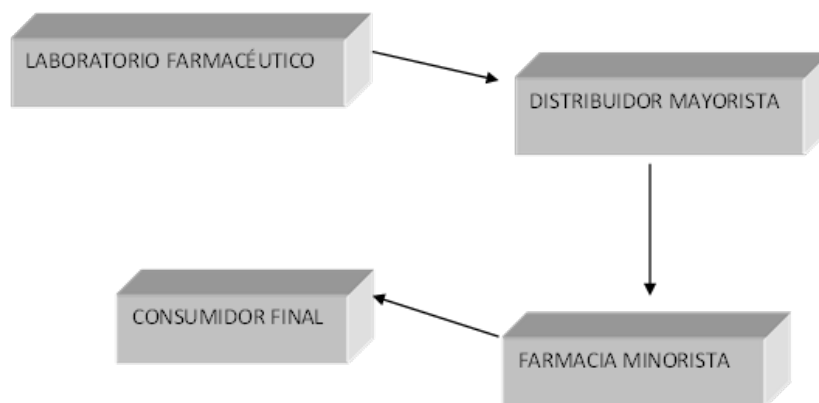 LABORATORIO FARMACÉUTICO
DISTRIBUIDOR MAYORISTA
FARMACIA MINORISTA
CONSUMIDOR FINAL